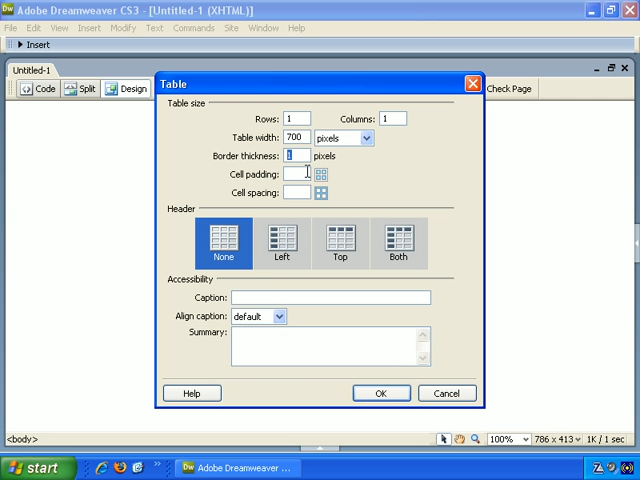 Dw Adobe Dreamweaver CS3 - [Untitled-1 (XHTML)]
File Edit View Insert Modify Text Commands Site Window Help
Insert
Untitled-1
Code Split Design Check Page
Table
Table size
Rows: 1 Columns: 1
Table width: 700 pixels
Border thickness: 1 pixels
Cell padding:
Cell spacing:
Header
None Left Top Both
Accessibility
Caption:
Align caption: default
Summary:
Help OK Cancel
<body> 100% 786 x 413 1K / 1 sec
start Dw Adobe Dreamweaver ...